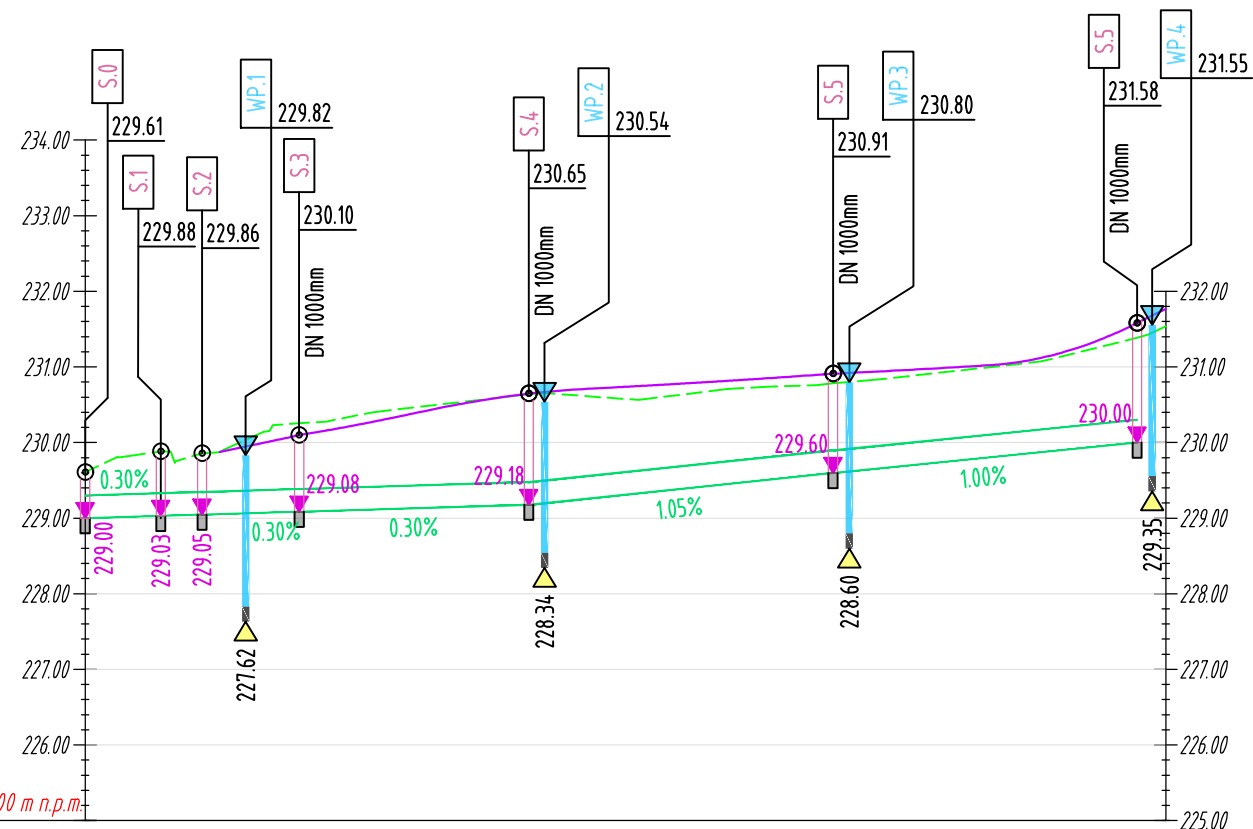 S.0
229.61
S.1
229.88
S.2
229.86
WP.1
229.82
S.3
230.10
DN 1000mm
S.4
230.65
DN 1000mm
WP.2
230.54
S.5
230.91
DN 1000mm
WP.3
230.80
S.5
231.58
DN 1000mm
WP.4
231.55
234.00
233.00
232.00
231.00
230.00
229.00
228.00
227.00
226.00
00 m n.p.m.
0.30%
229.00
229.03
229.05
0.30%
229.08
0.30%
229.18
1.05%
229.60
1.00%
230.00
227.62
228.34
228.60
229.35
232.00
231.00
230.00
229.00
228.00
227.00
226.00
225.00